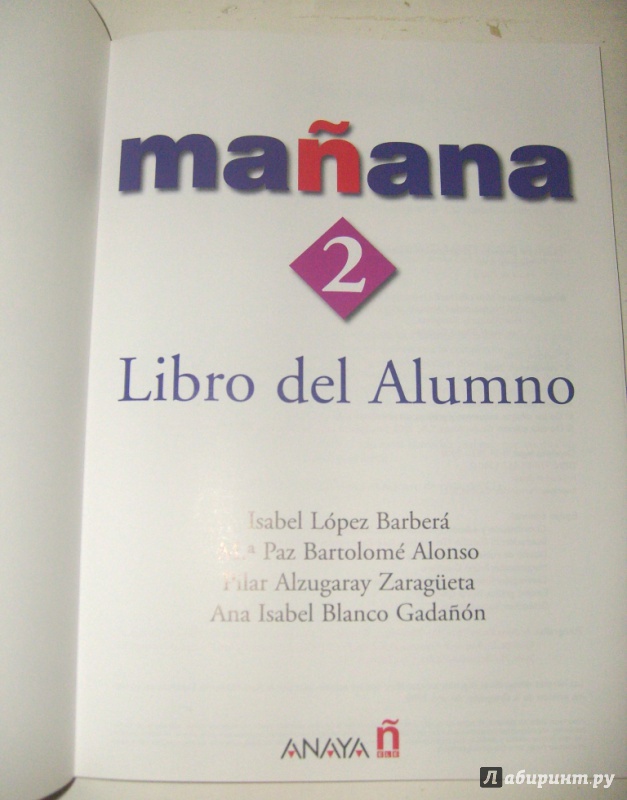 mañana
2
Libro del Alumno
Isabel López Barberá
M.ª Paz Bartolomé Alonso
Pilar Alzugaray Zaragüeta
Ana Isabel Blanco Gadañón
ANAYA ñ
ELE
Лабиринт.ру